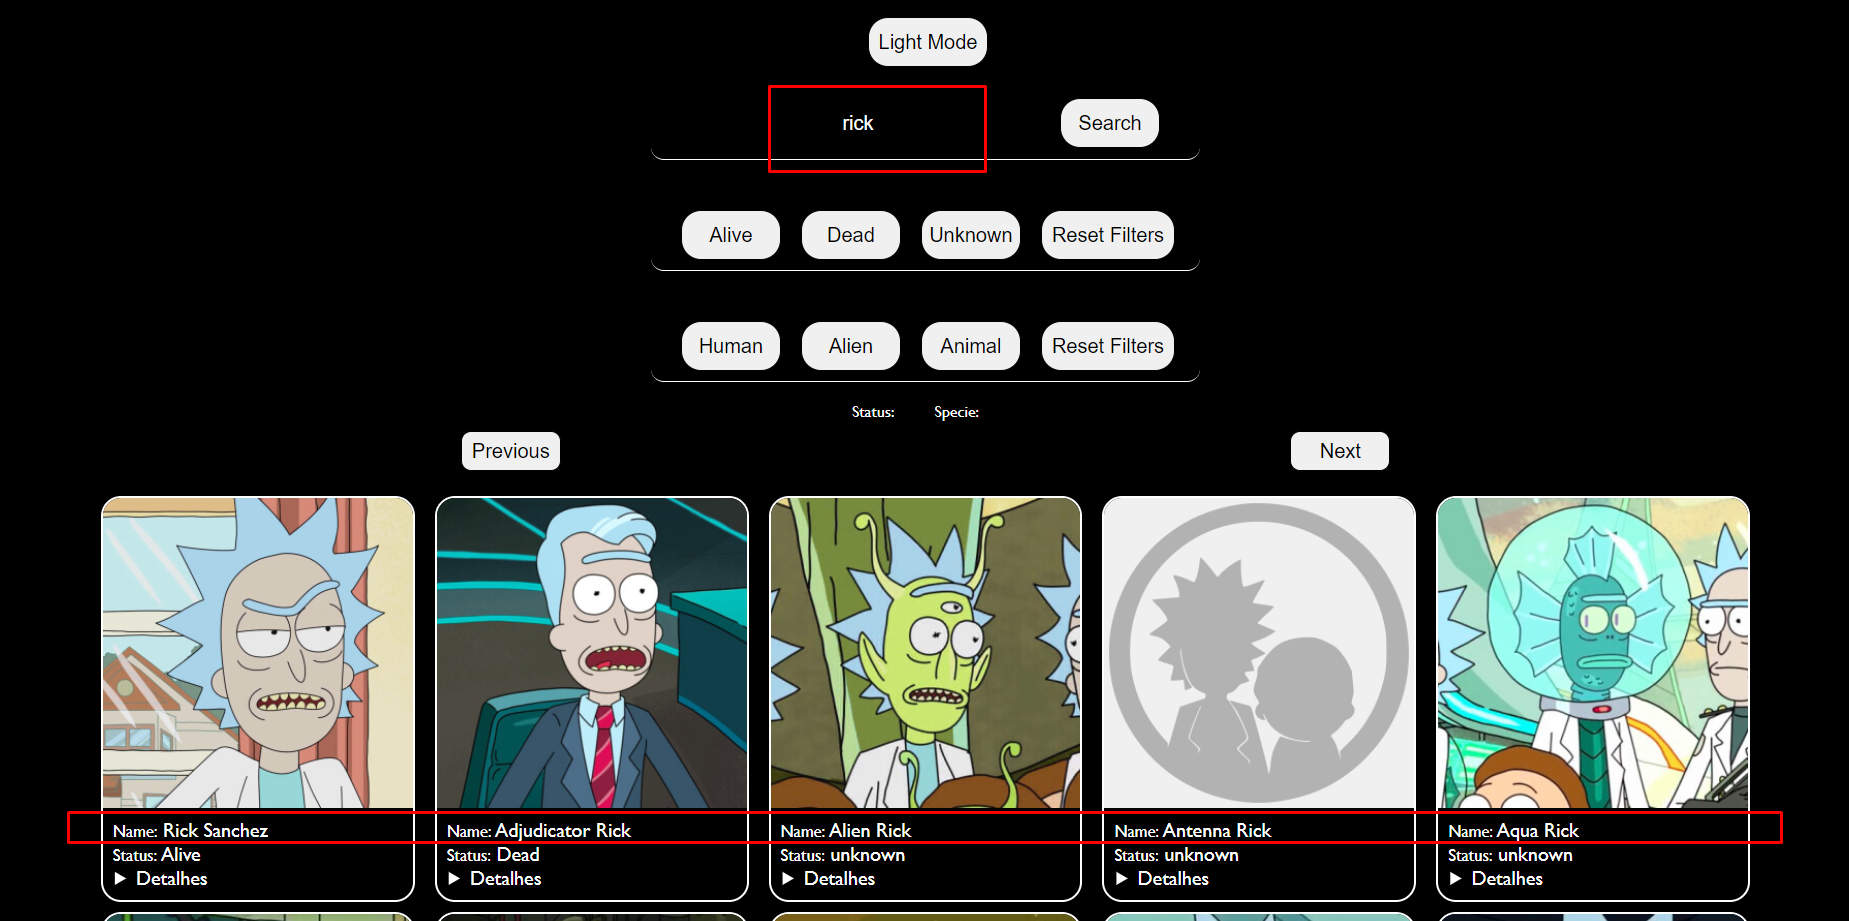 Light Mode
rick
Search
Alive
Dead
Unknown
Reset Filters
Human
Alien
Animal
Reset Filters
Status:
Specie:
Previous
Next
Name: Rick Sanchez
Status: Alive
Detalhes
Name: Adjudicator Rick
Status: Dead
Detalhes
Name: Alien Rick
Status: unknown
Detalhes
Name: Antenna Rick
Status: unknown
Detalhes
Name: Aqua Rick
Status: unknown
Detalhes